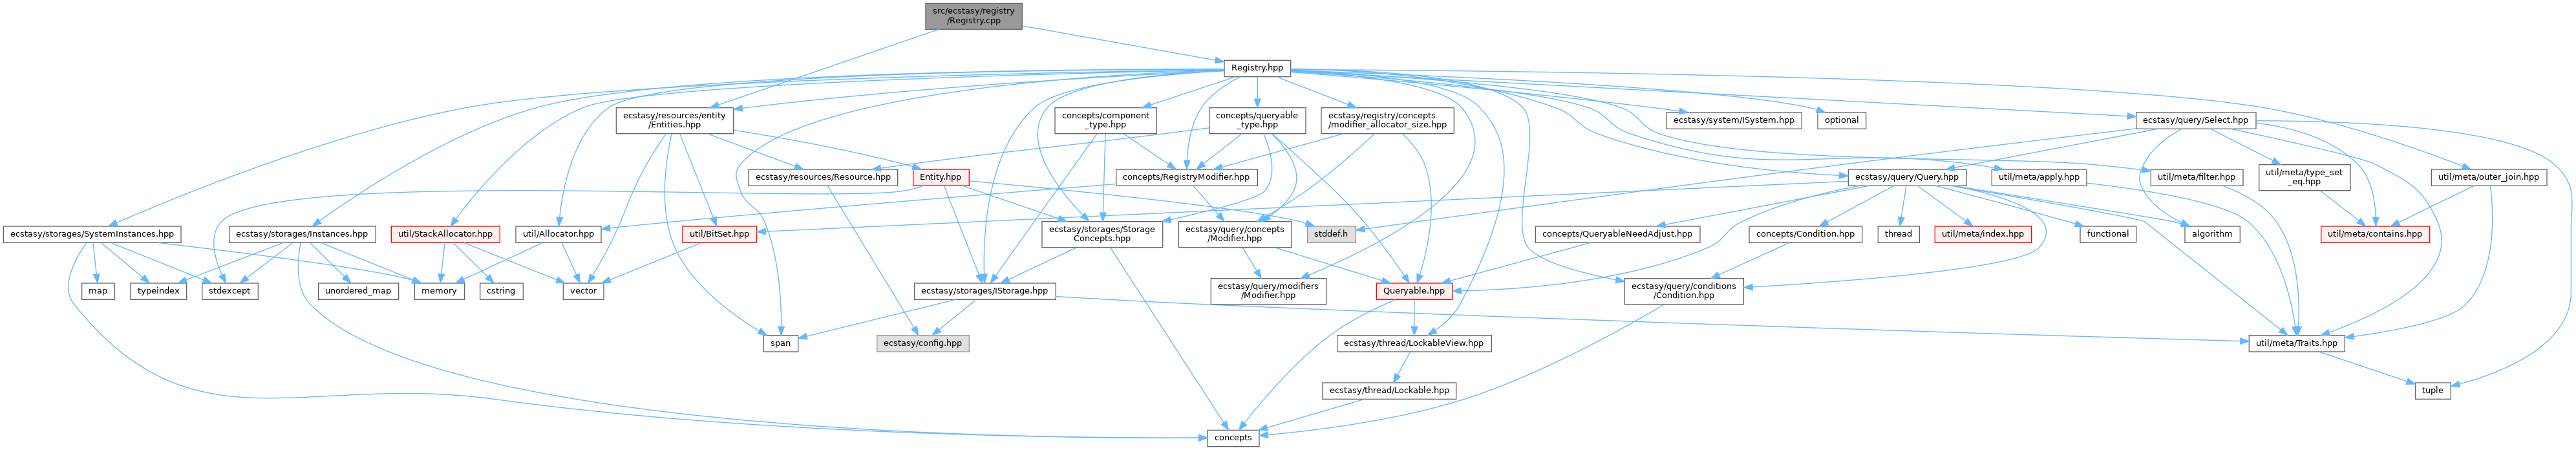 src/ecstasy/registry
/Registry.cpp
Registry.hpp
ecstasy/resources/entity
/Entities.hpp
concepts/component
_type.hpp
concepts/queryable
_type.hpp
ecstasy/registry/concepts
/modifier_allocator_size.hpp
ecstasy/system/ISystem.hpp
optional
ecstasy/query/Select.hpp
ecstasy/resources/Resource.hpp
Entity.hpp
concepts/RegistryModifier.hpp
ecstasy/query/Query.hpp
util/meta/apply.hpp
util/meta/filter.hpp
util/meta/type_set
_eq.hpp
util/meta/outer_join.hpp
ecstasy/storages/SystemInstances.hpp
ecstasy/storages/Instances.hpp
util/StackAllocator.hpp
util/Allocator.hpp
util/BitSet.hpp
ecstasy/storages/Storage
Concepts.hpp
ecstasy/query/concepts
/Modifier.hpp
stddef.h
concepts/QueryableNeedAdjust.hpp
concepts/Condition.hpp
thread
util/meta/index.hpp
functional
algorithm
util/meta/contains.hpp
map
typeindex
stdexcept
unordered_map
memory
cstring
vector
ecstasy/storages/IStorage.hpp
ecstasy/query/modifiers
/Modifier.hpp
Queryable.hpp
ecstasy/query/conditions
/Condition.hpp
span
ecstasy/config.hpp
ecstasy/thread/LockableView.hpp
util/meta/Traits.hpp
ecstasy/thread/Lockable.hpp
tuple
concepts